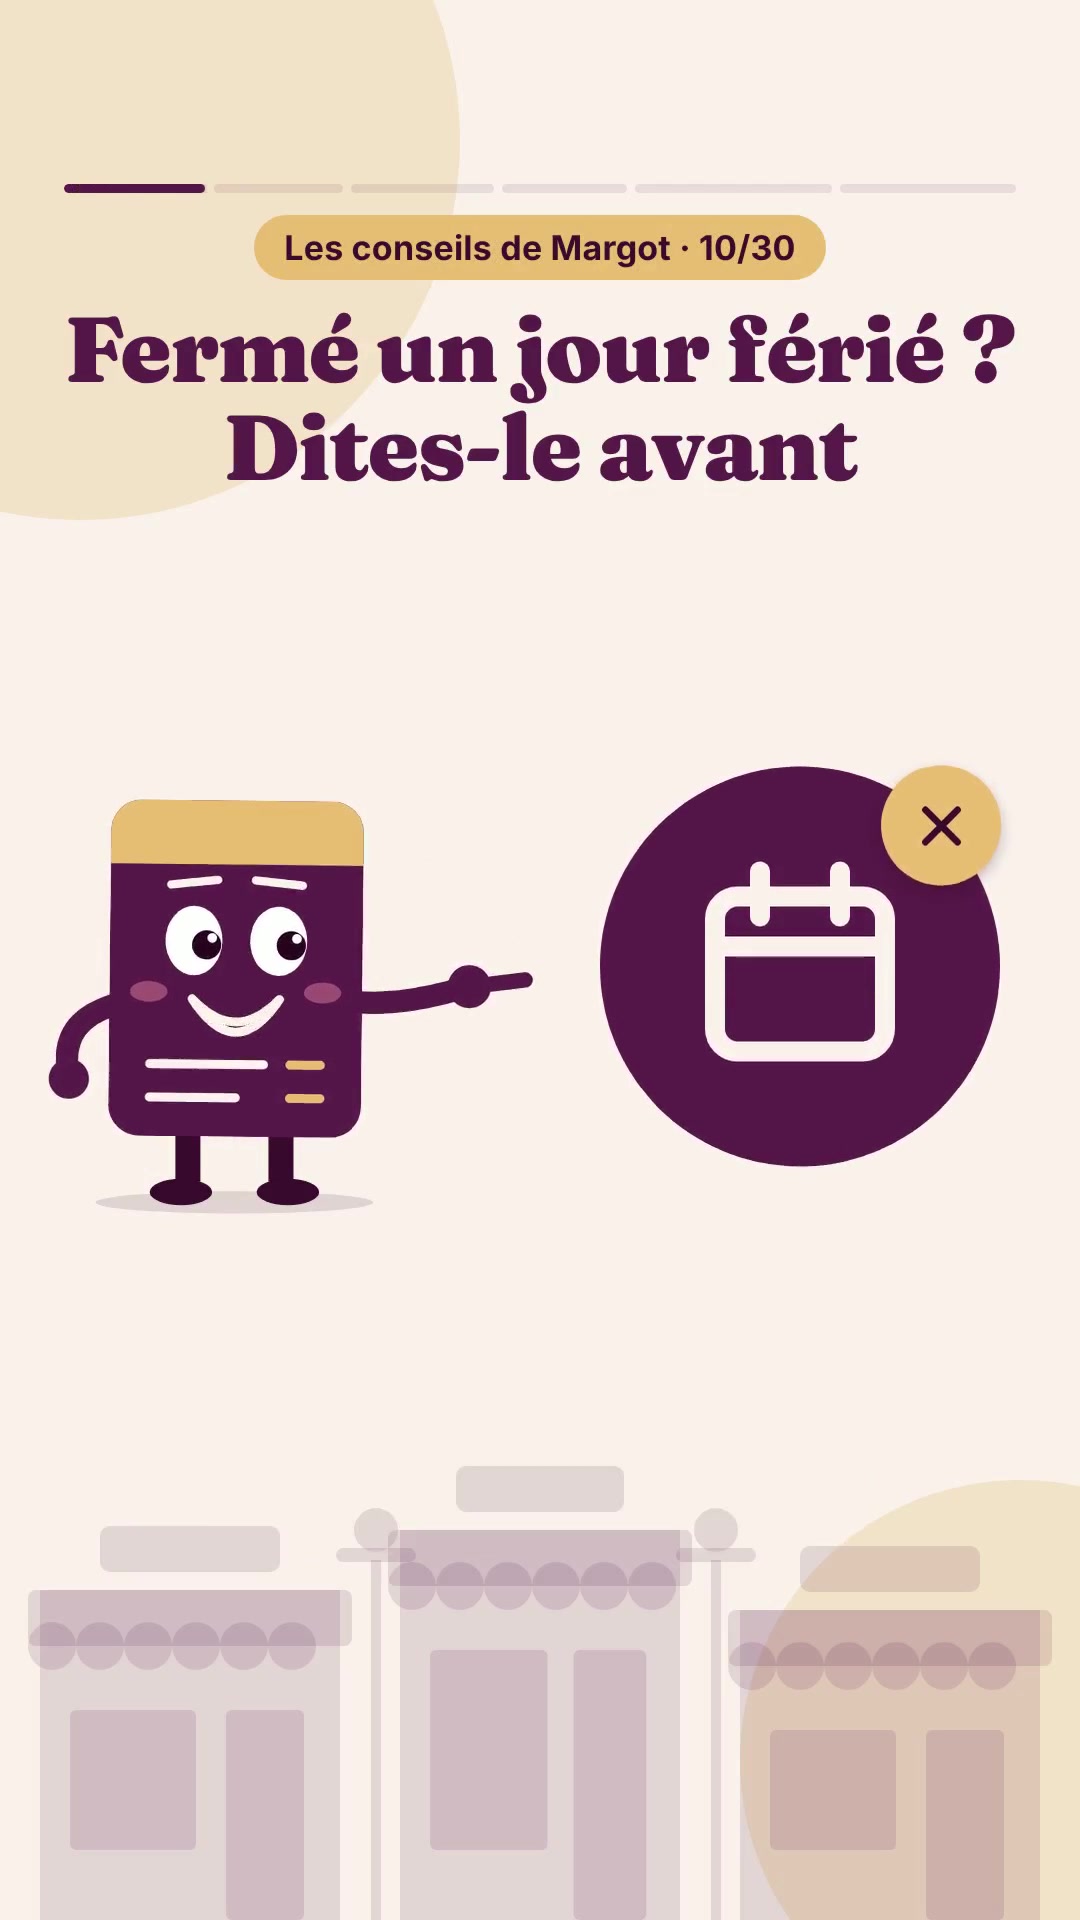 Les conseils de Margot · 10/30
Fermé un jour férié ?
Dites-le avant